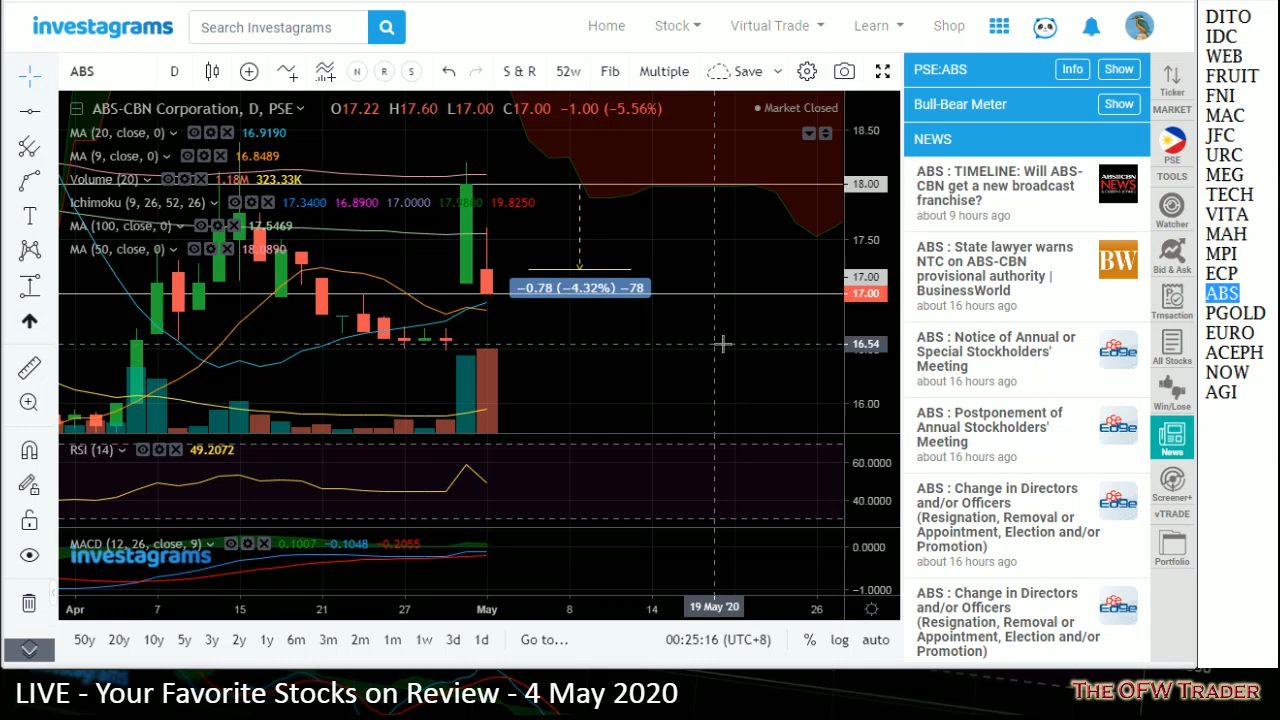 investagrams
Search Investagrams
Home
Stock
Virtual Trade
Learn
Shop
ABS
D
N
R
S
S & R
52w
Fib
Multiple
Save
ABS-CBN Corporation, D, PSE
O17.22 H17.60 L17.00 C17.00 −1.00 (−5.56%)
Market Closed
MA (20, close, 0)
16.9190
MA (9, close, 0)
16.8489
Volume (20)
1.18M 323.33K
Ichimoku (9, 26, 52, 26)
17.3400 16.8900 17.0000 17.9800 19.8250
MA (100, close, 0)
17.5469
MA (50, close, 0)
18.0890
−0.78 (−4.32%) −78
18.50
18.00
17.50
17.00
17.00
16.54
16.00
RSI (14)
49.2072
60.0000
40.0000
MACD (12, 26, close, 9)
0.1007 −0.1048 −0.2055
investagrams
0.0000
−1.0000
Apr
7
15
21
27
May
8
14
19 May '20
26
50y
20y
10y
5y
3y
2y
1y
6m
3m
2m
1m
1w
3d
1d
Go to...
00:25:16 (UTC+8)
%
log
auto
PSE:ABS
Info
Show
Bull-Bear Meter
Show
NEWS
ABS : TIMELINE: Will ABS-
CBN get a new broadcast
franchise?
about 9 hours ago
ABS-CBN
NEWS
ABS : State lawyer warns
NTC on ABS-CBN
provisional authority |
BusinessWorld
about 16 hours ago
BW
ABS : Notice of Annual or
Special Stockholders'
Meeting
about 16 hours ago
Edge
ABS : Postponement of
Annual Stockholders'
Meeting
about 16 hours ago
Edge
ABS : Change in Directors
and/or Officers
(Resignation, Removal or
Appointment, Election and/or
Promotion)
about 16 hours ago
Edge
ABS : Change in Directors
and/or Officers
(Resignation, Removal or
Appointment, Election and/or
Promotion)
Edge
Ticker
MARKET
PSE
TOOLS
Watcher
Bid & Ask
Trnsaction
All Stocks
Win/Lose
News
Screener+
vTRADE
Portfolio
DITO
IDC
WEB
FRUIT
FNI
MAC
JFC
URC
MEG
TECH
VITA
MAH
MPI
ECP
ABS
PGOLD
EURO
ACEPH
NOW
AGI
LIVE - Your Favorite Stocks on Review - 4 May 2020
THE OFW TRADER